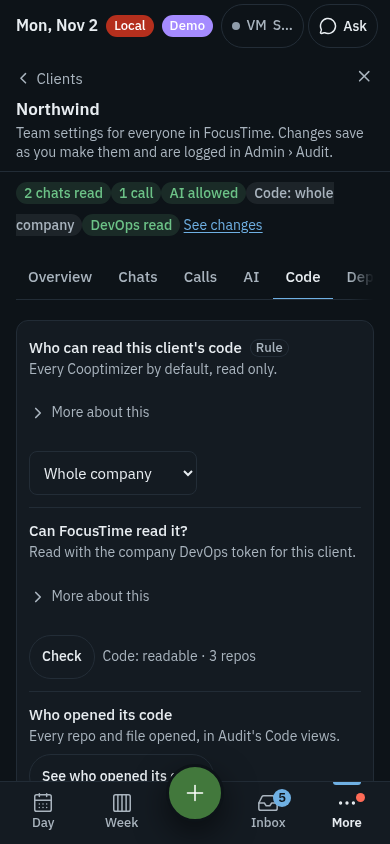 Mon, Nov 2 Local Demo VM S... Ask
Clients
Northwind
Team settings for everyone in FocusTime. Changes save
as you make them and are logged in Admin › Audit.
2 chats read 1 call AI allowed Code: whole
company DevOps read See changes
Overview Chats Calls AI Code Dep
Who can read this client's code Rule
Every Cooptimizer by default, read only.
More about this
Whole company
Can FocusTime read it?
Read with the company DevOps token for this client.
More about this
Check Code: readable · 3 repos
Who opened its code
Every repo and file opened, in Audit's Code views.
See who opened its
Day Week Inbox 5 More